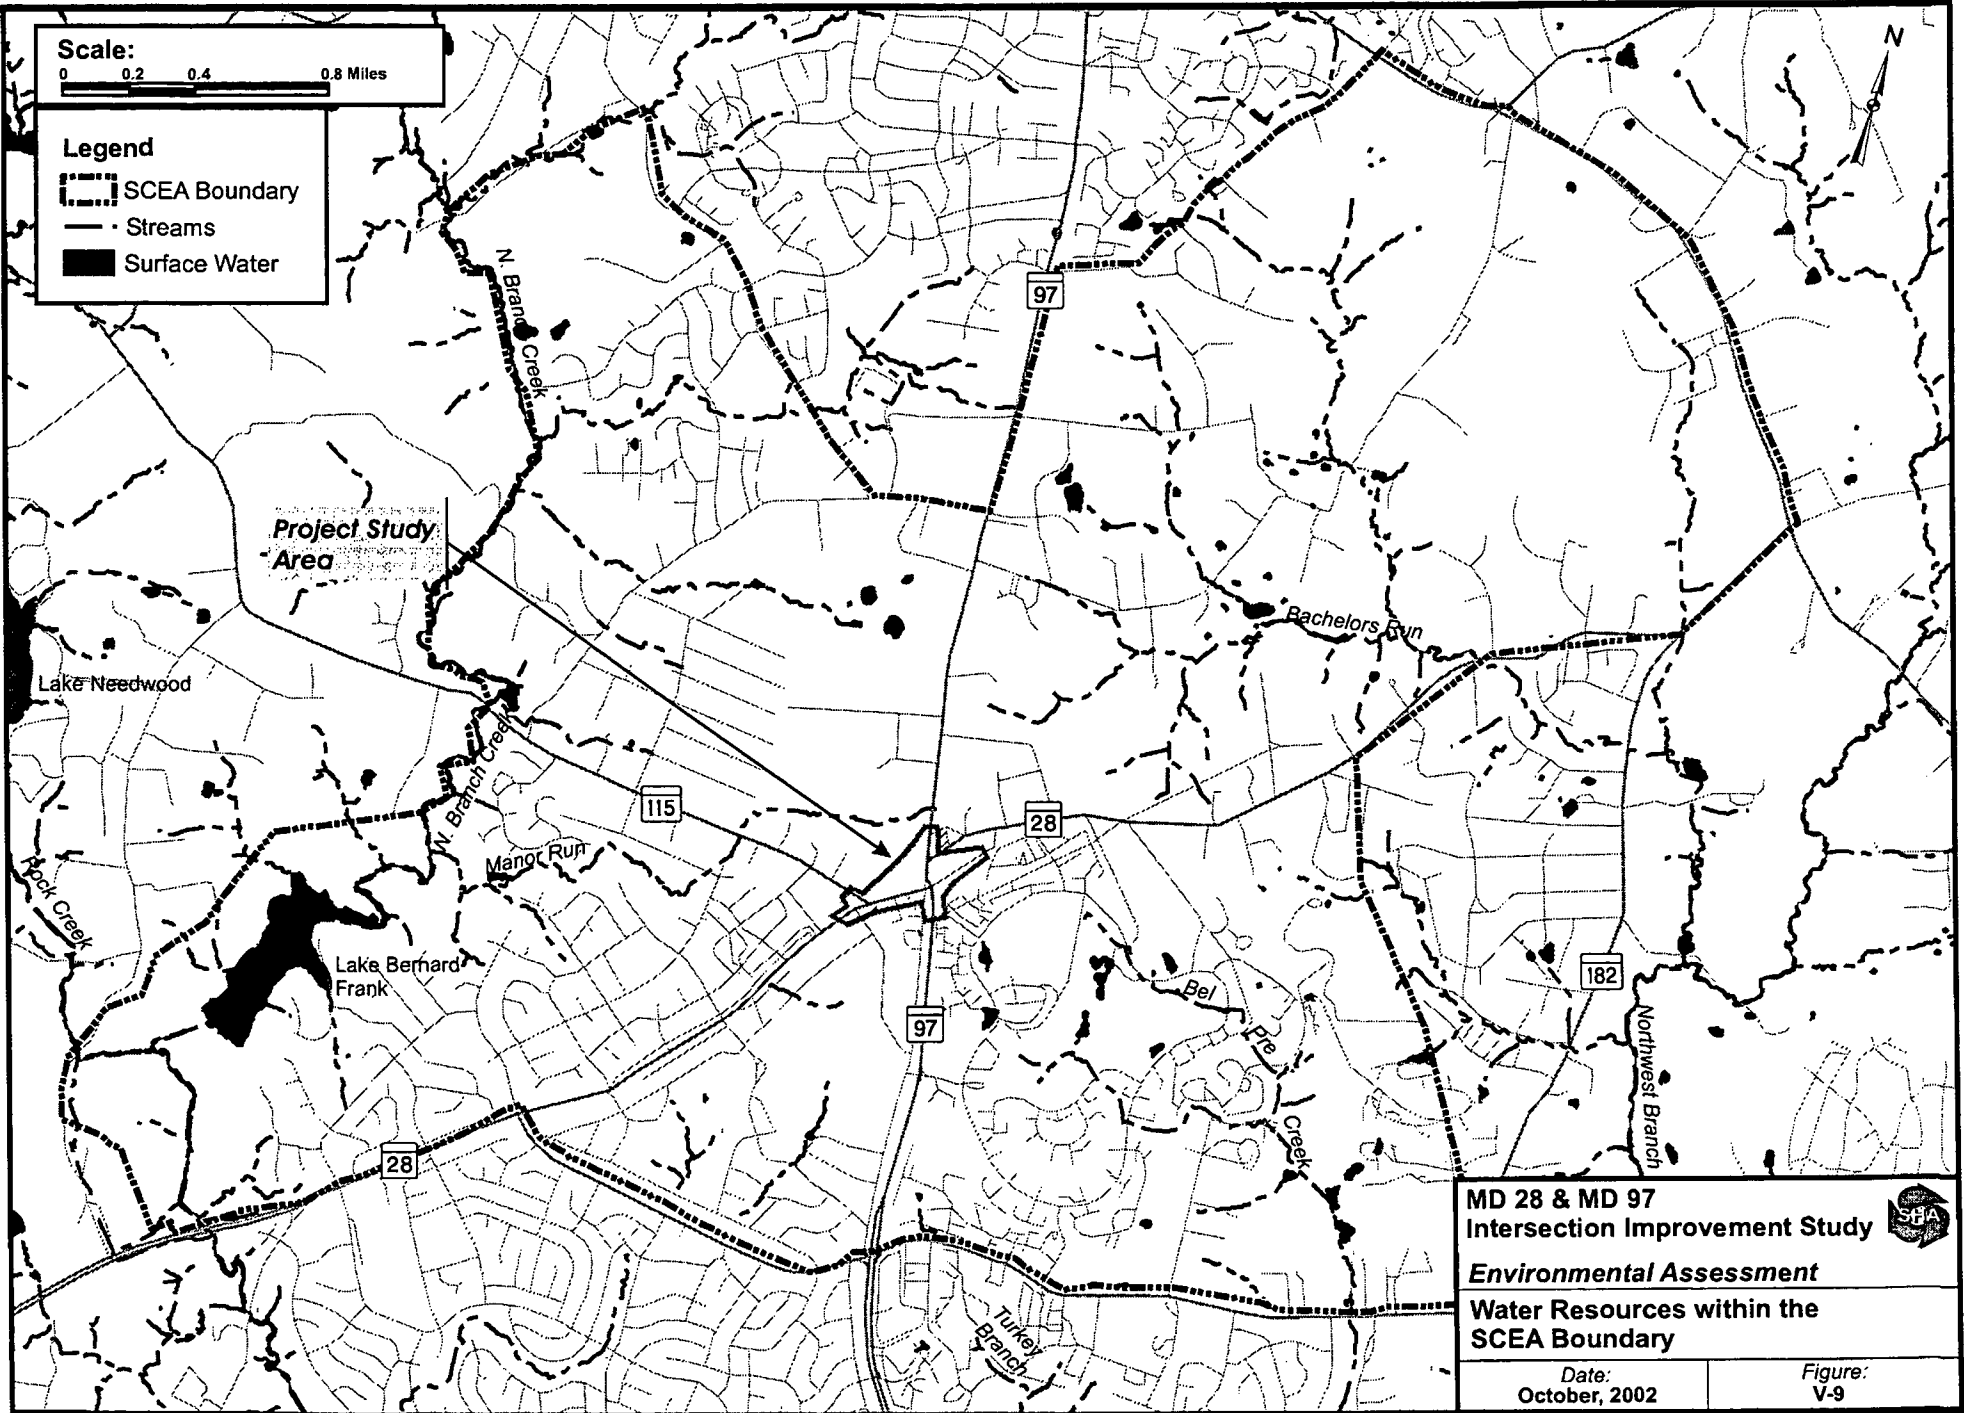 Scale:
0 0.2 0.4 0.8 Miles
Legend
SCEA Boundary
Streams
Surface Water
N
N. Branch Creek
97
Project Study
Area
Bachelors Run
Lake Needwood
N. Branch Creek
115
28
Manor Run
Rock Creek
Lake Bernard
Frank
182
97
Bel
Pre
Creek
Northwest Branch
28
Turkey
Branch
MD 28 & MD 97
Intersection Improvement Study
SHA
Environmental Assessment
Water Resources within the
SCEA Boundary
Date:
October, 2002
Figure:
V-9